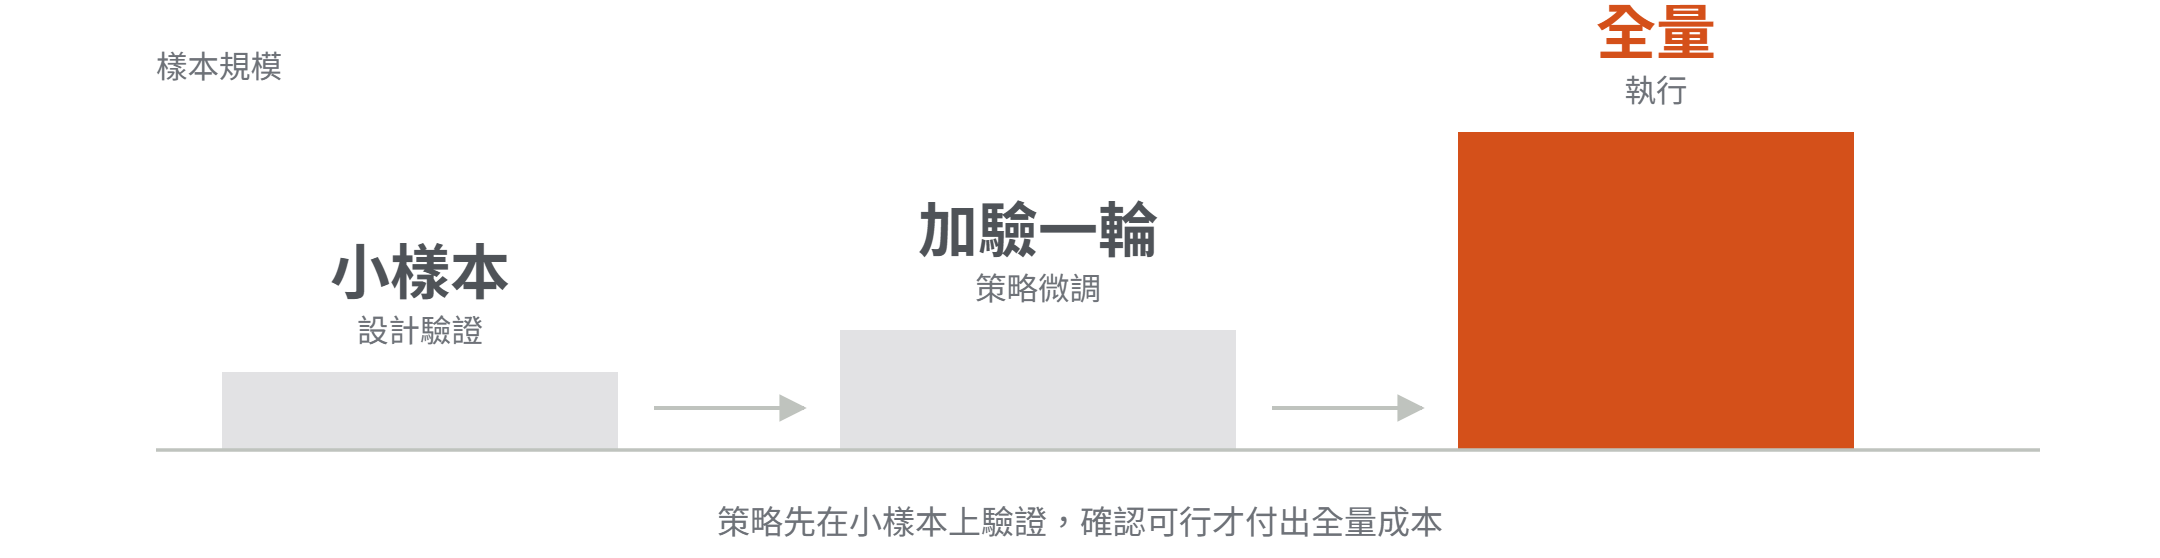 樣本規模
小樣本
設計驗證
加驗一輪
策略微調
全量
執行
策略先在小樣本上驗證，確認可行才付出全量成本